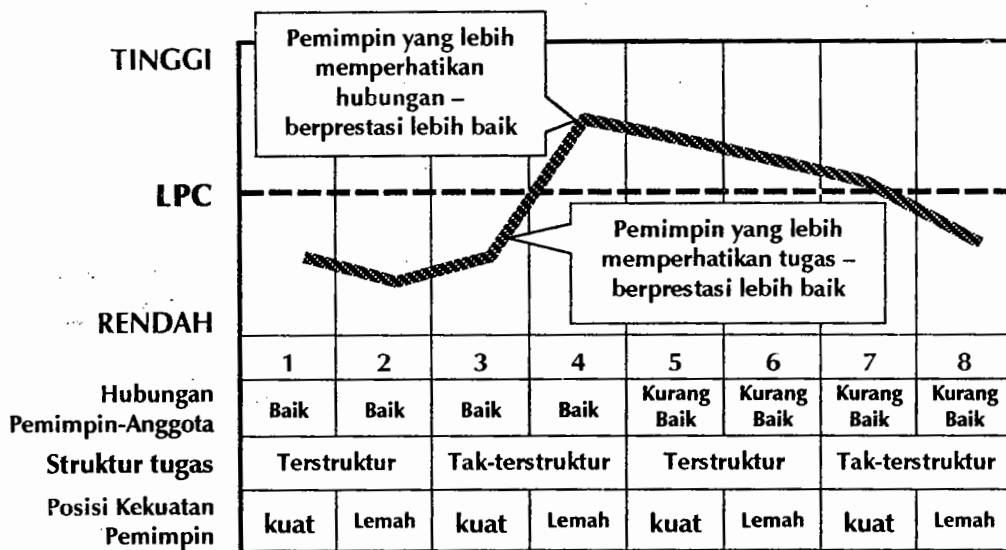 Pemimpin yang lebih
memperhatikan
hubungan –
berprestasi lebih baik
TINGGI
LPC
Pemimpin yang lebih
memperhatikan tugas –
berprestasi lebih baik
RENDAH
1 2 3 4 5 6 7 8
Hubungan
Pemimpin-Anggota
Baik Baik Baik Baik Kurang Baik Kurang Baik Kurang Baik Kurang Baik
Struktur tugas Terstruktur Tak-terstruktur Terstruktur Tak-terstruktur
Posisi Kekuatan
Pemimpin
kuat Lemah kuat Lemah kuat Lemah kuat Lemah